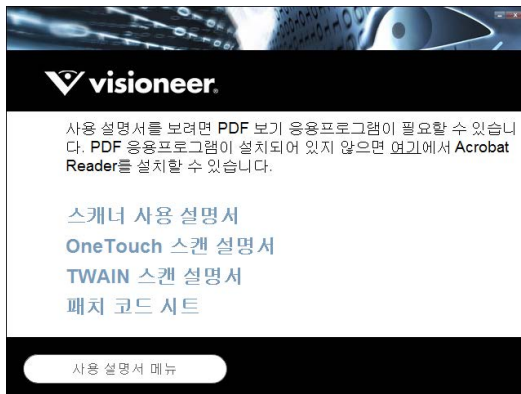 visioneer®
사용 설명서를 보려면 PDF 보기 응용프로그램이 필요할 수 있습니
다. PDF 응용프로그램이 설치되어 있지 않으면 여기에서 Acrobat
Reader를 설치할 수 있습니다.
스캐너 사용 설명서
OneTouch 스캔 설명서
TWAIN 스캔 설명서
패치 코드 시트
사용 설명서 메뉴